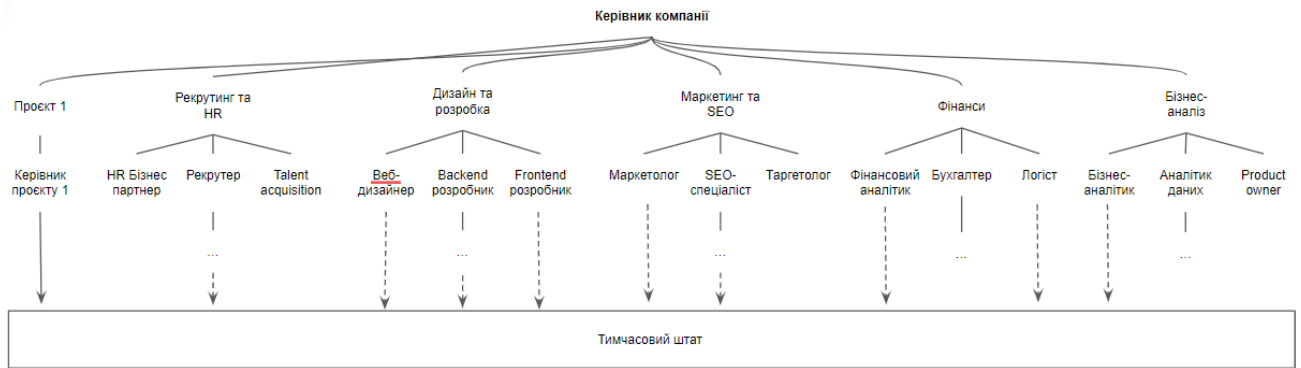 Керівник компанії
Проєкт 1
Рекрутинг та
HR
Дизайн та
розробка
Маркетинг та
SEO
Фінанси
Бізнес-
аналіз
Керівник
проєкту 1
HR Бізнес
партнер
Рекрутер
Talent
acquisition
Веб-
дизайнер
Backend
розробник
Frontend
розробник
Маркетолог
SEO-
спеціаліст
Таргетолог
Фінансовий
аналітик
Бухгалтер
Логіст
Бізнес-
аналітик
Аналітик
даних
Product
owner
...
...
...
...
...
Тимчасовий штат